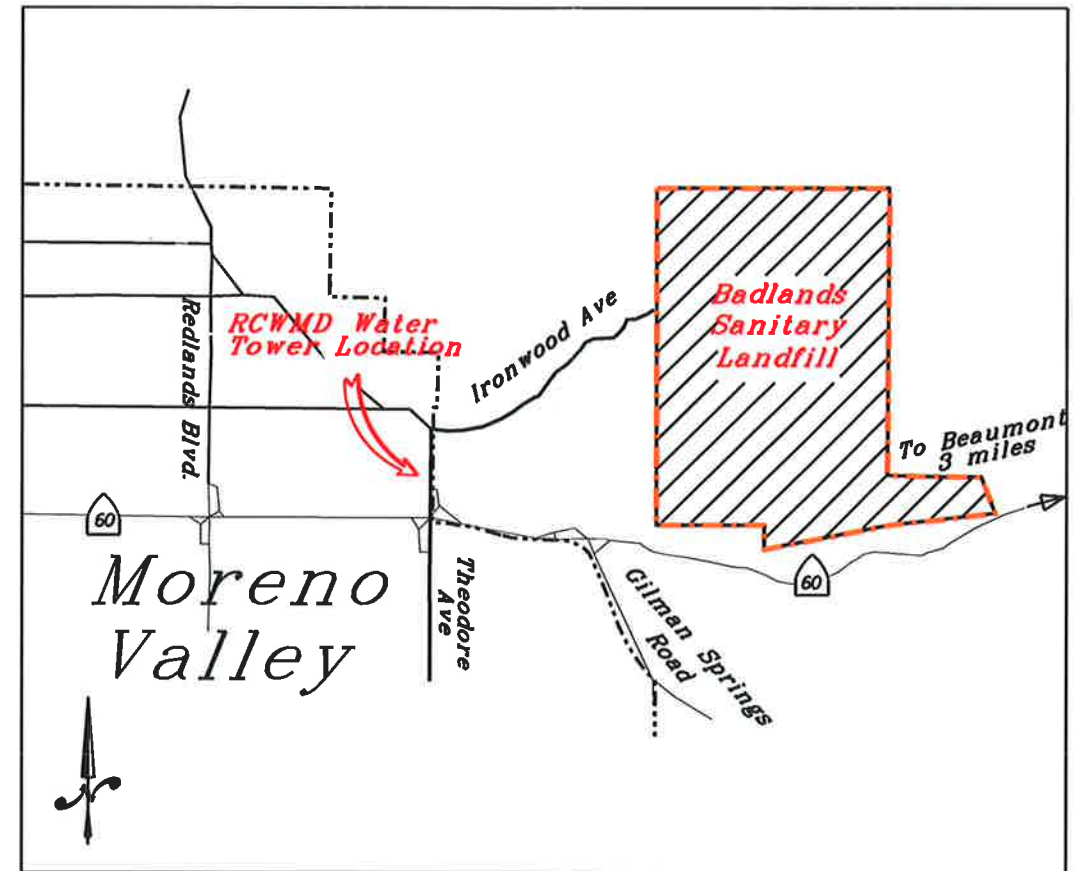 Redlands Blvd.
RCWMD Water
Tower Location
Ironwood Ave
Badlands
Sanitary
Landfill
To Beaumont
3 miles
60
Moreno
Valley
Theodore
Ave
Gilman Springs
Road
60